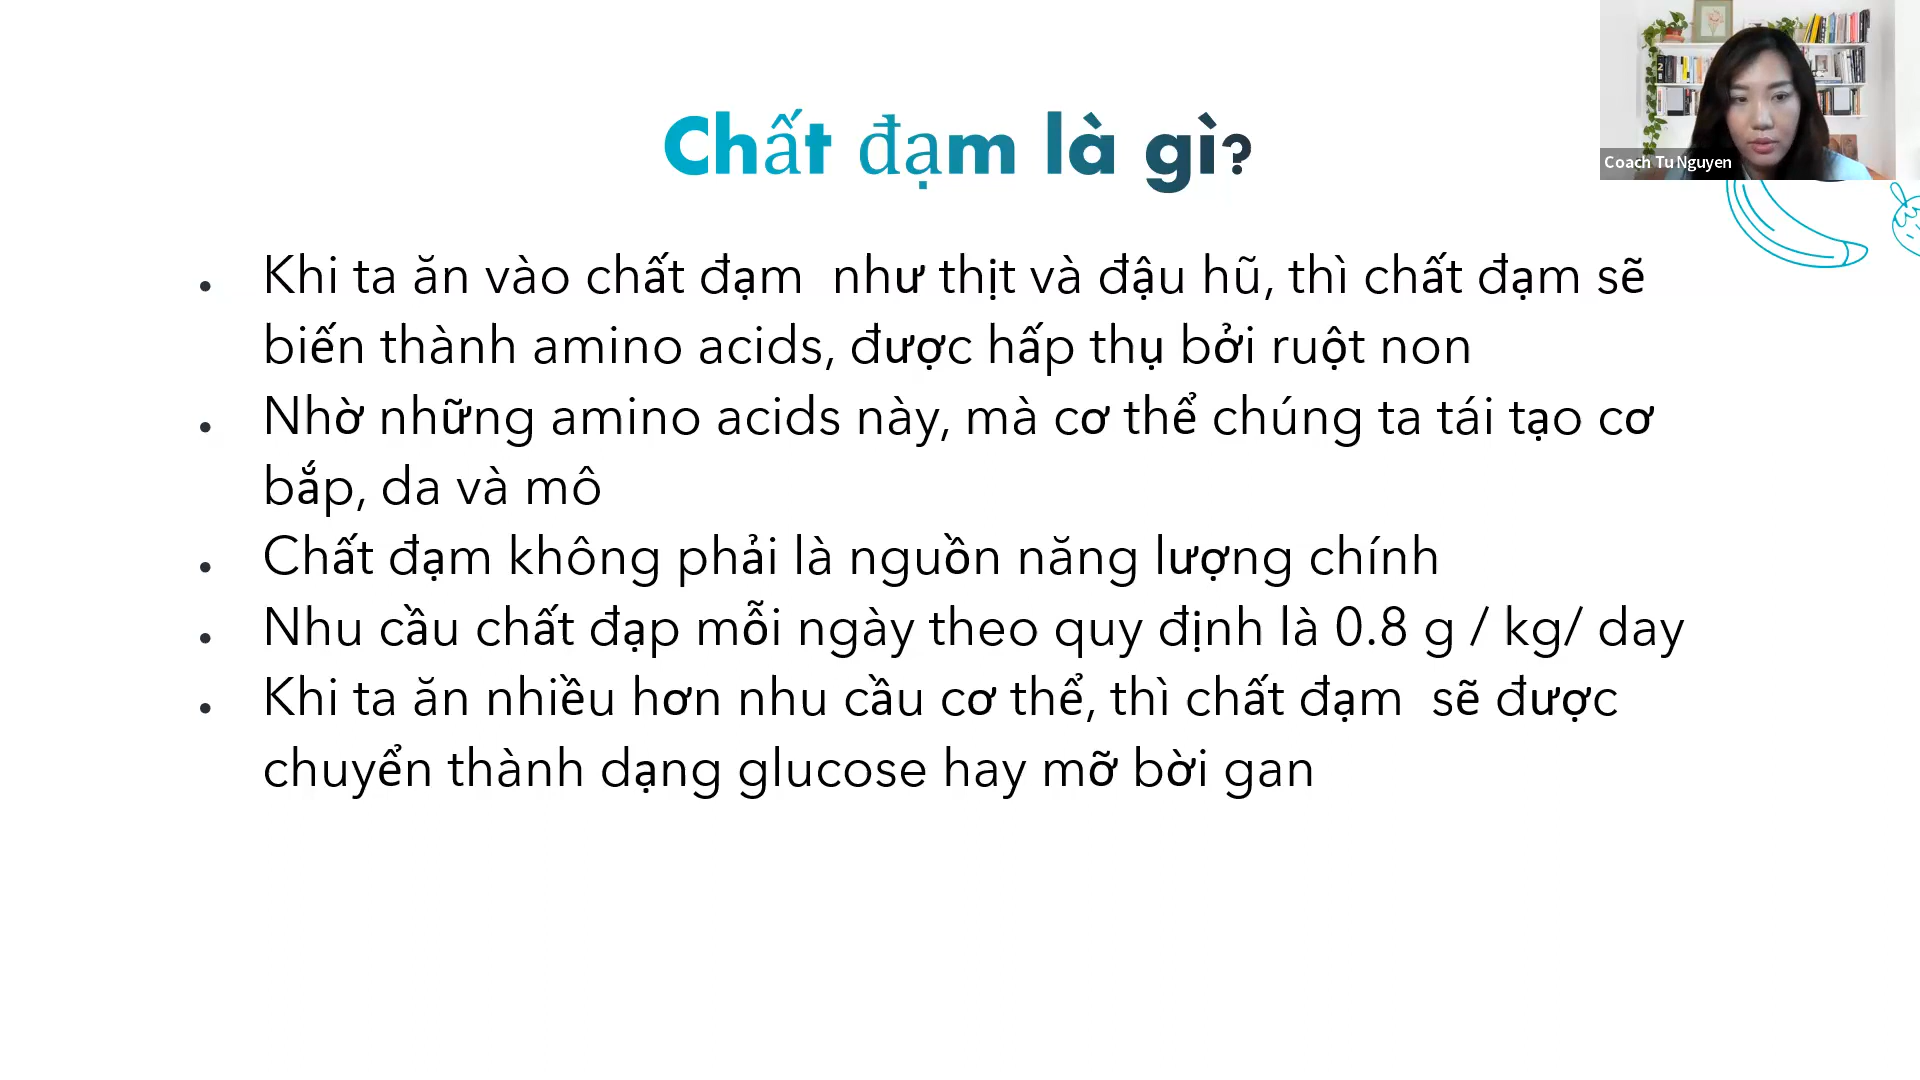 Chất đạm là gì?
Coach Tu Nguyen
Khi ta ăn vào chất đạm như thịt và đậu hũ, thì chất đạm sẽ
biến thành amino acids, được hấp thụ bởi ruột non
Nhờ những amino acids này, mà cơ thể chúng ta tái tạo cơ
bắp, da và mô
Chất đạm không phải là nguồn năng lượng chính
Nhu cầu chất đạp mỗi ngày theo quy định là 0.8 g / kg/ day
Khi ta ăn nhiều hơn nhu cầu cơ thể, thì chất đạm sẽ được
chuyển thành dạng glucose hay mỡ bời gan